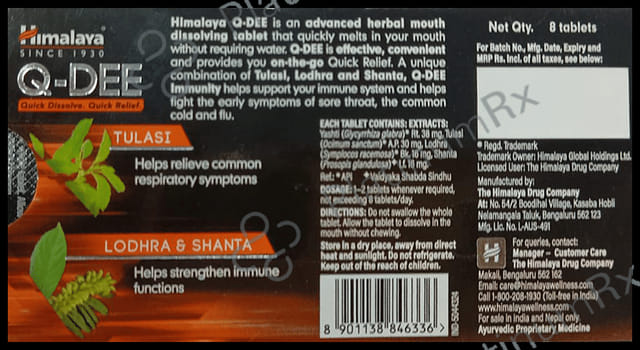 Himalaya
SINCE 1930
Q-DEE
Quick Dissolve. Quick Relief.
Himalaya Q-DEE is an advanced herbal mouth
dissolving tablet that quickly melts in your mouth
without requiring water. Q-DEE is effective, convenient
and provides you on-the-go Quick Relief. A unique
combination of Tulasi, Lodhra and Shanta, Q-DEE
Immunity helps support your immune system and helps
fight the early symptoms of sore throat, the common
cold and flu.
TULASI
Helps relieve common
respiratory symptoms
LODHRA & SHANTA
Helps strengthen immune
functions
EACH TABLET CONTAINS: EXTRACTS:
Yashti (Glycyrrhiza glabra)* Rt. 38 mg, Tulasi
(Ocimum sanctum)* A.P. 30 mg, Lodhra
(Symplocos racemosa)* Br. 16 mg, Shanta
(Prosopis glandulosa)* Lf. 16 mg.
Ref.: *API *Vaidyaka Shabda Sindhu
DOSAGE: 1-2 tablets whenever required,
not exceeding 8 tablets/day.
DIRECTIONS: Do not swallow the whole
tablet. Allow the tablet to dissolve in the
mouth without chewing.
Store in a dry place, away from direct
heat and sunlight. Do not refrigerate.
Keep out of the reach of children.
8 901138 846336 >
IND-5044324
Net Qty. 8 tablets
For Batch No., Mfg. Date, Expiry and
MRP Rs. Incl. of all taxes, see below:
® Regd. Trademark
Trademark Owner: Himalaya Global Holdings Ltd.
Licensed User: The Himalaya Drug Company
Manufactured by:
The Himalaya Drug Company
At: No. 54/2 Boodihal Village, Kasaba Hobli
Nelamangala Taluk, Bengaluru 562 123
Mfg. Lic. No. L-AUS-491
For queries, contact:
Manager – Customer Care
The Himalaya Drug Company
Makali, Bengaluru 562 162
Email: care@himalayawellness.com
Call 1-800-208-1930 (Toll-free in India)
www.himalayawellness.com
For sale in India and Nepal only
Ayurvedic Proprietary Medicine